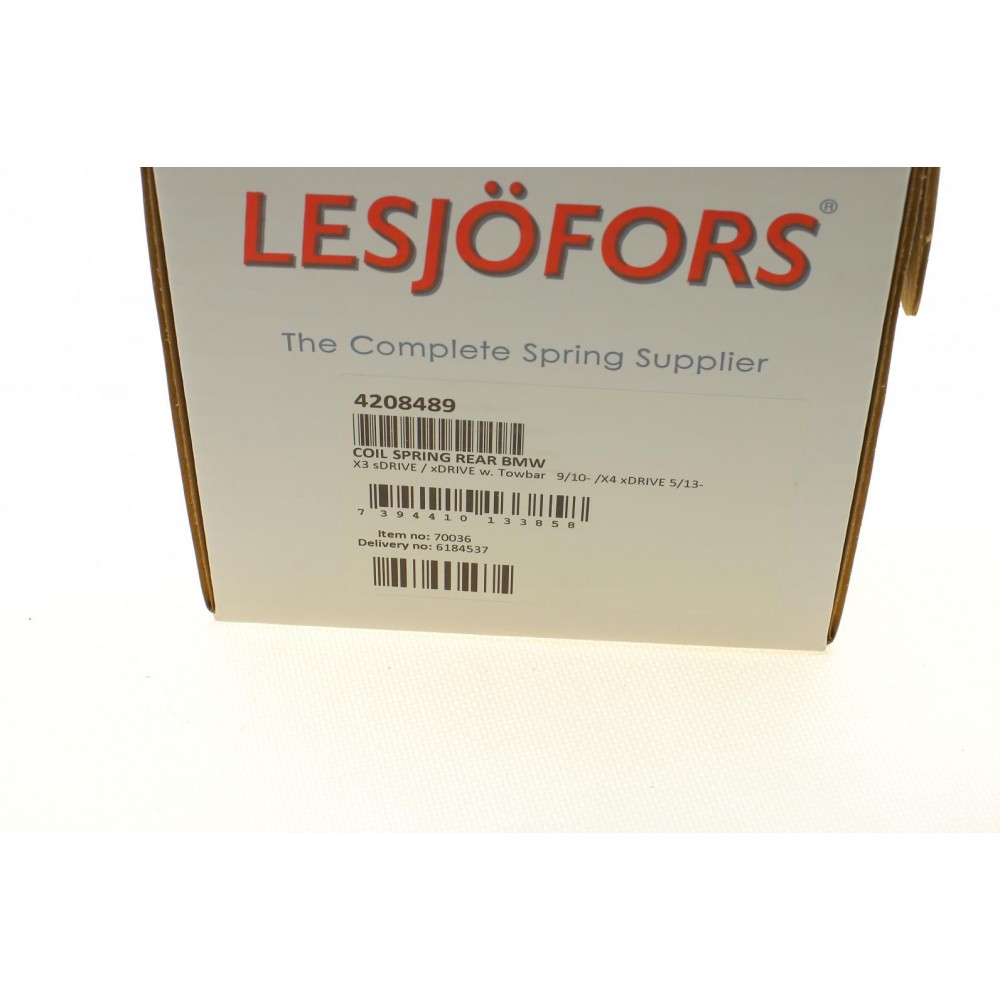 LESJÖFORS®
The Complete Spring Supplier
4208489
COIL SPRING REAR BMW
X3 sDRIVE / xDRIVE w. Towbar 9/10- /X4 xDRIVE 5/13-
7 394410 133858
Item no: 70036
Delivery no: 6184537